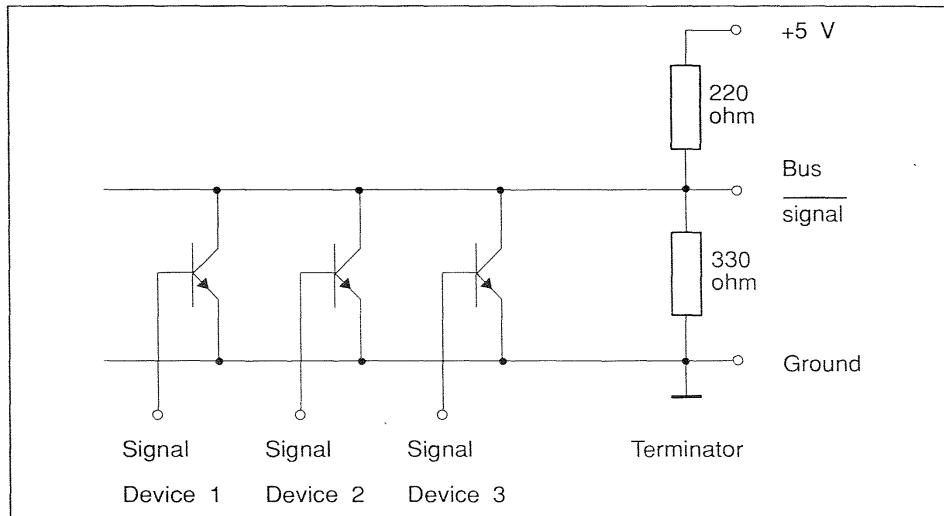 +5 V
220
ohm
Bus
signal
330
ohm
Ground
Signal Signal Signal Terminator
Device 1 Device 2 Device 3